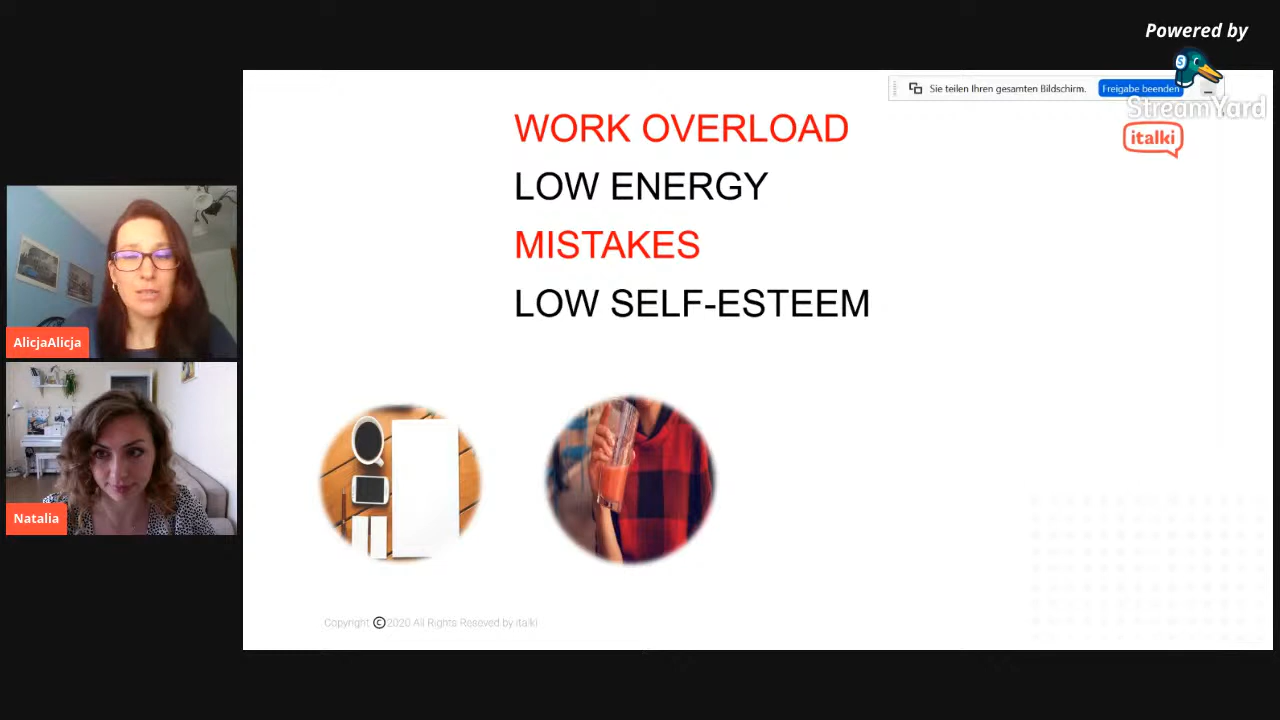 Powered by
StreamYard
Sie teilen Ihren gesamten Bildschirm.
Freigabe beenden
italki
WORK OVERLOAD
LOW ENERGY
MISTAKES
LOW SELF-ESTEEM
AlicjaAlicja
Natalia
Copyright ©2020 All Rights Reseved by italki